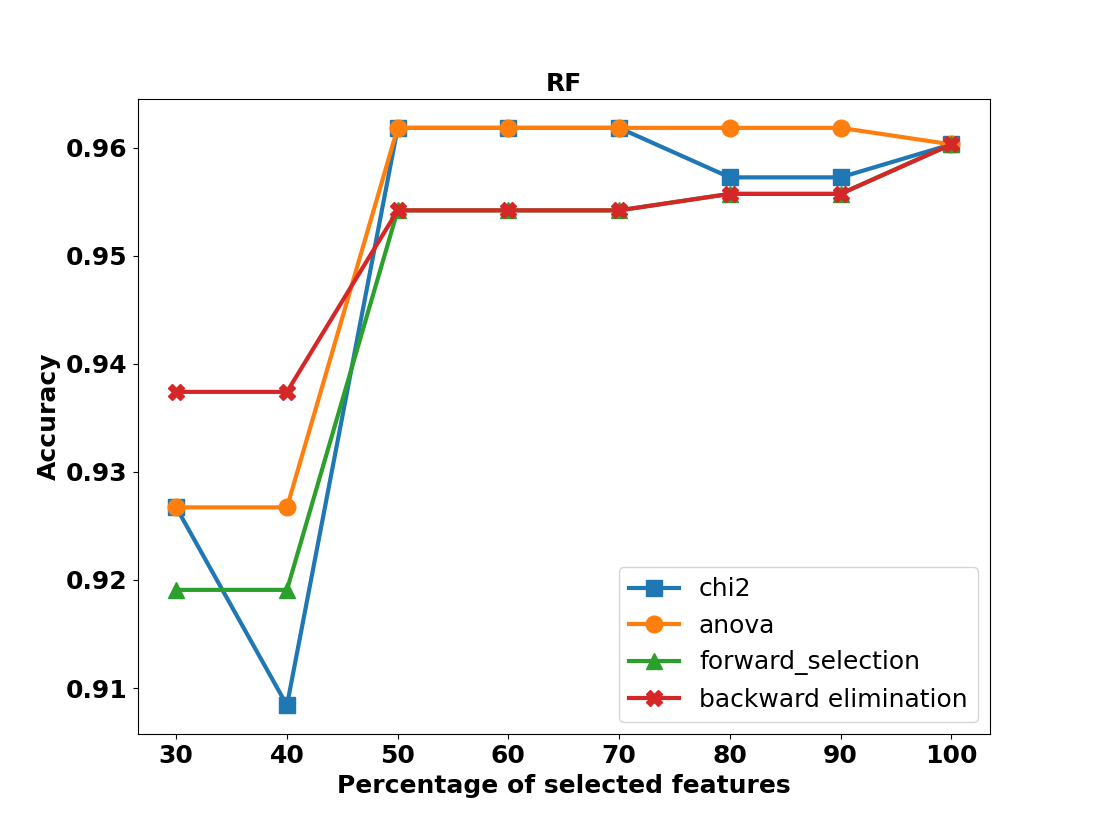 RF
0.96
0.95
0.94
0.93
0.92
0.91
Accuracy
30 40 50 60 70 80 90 100
Percentage of selected features
chi2
anova
forward_selection
backward elimination